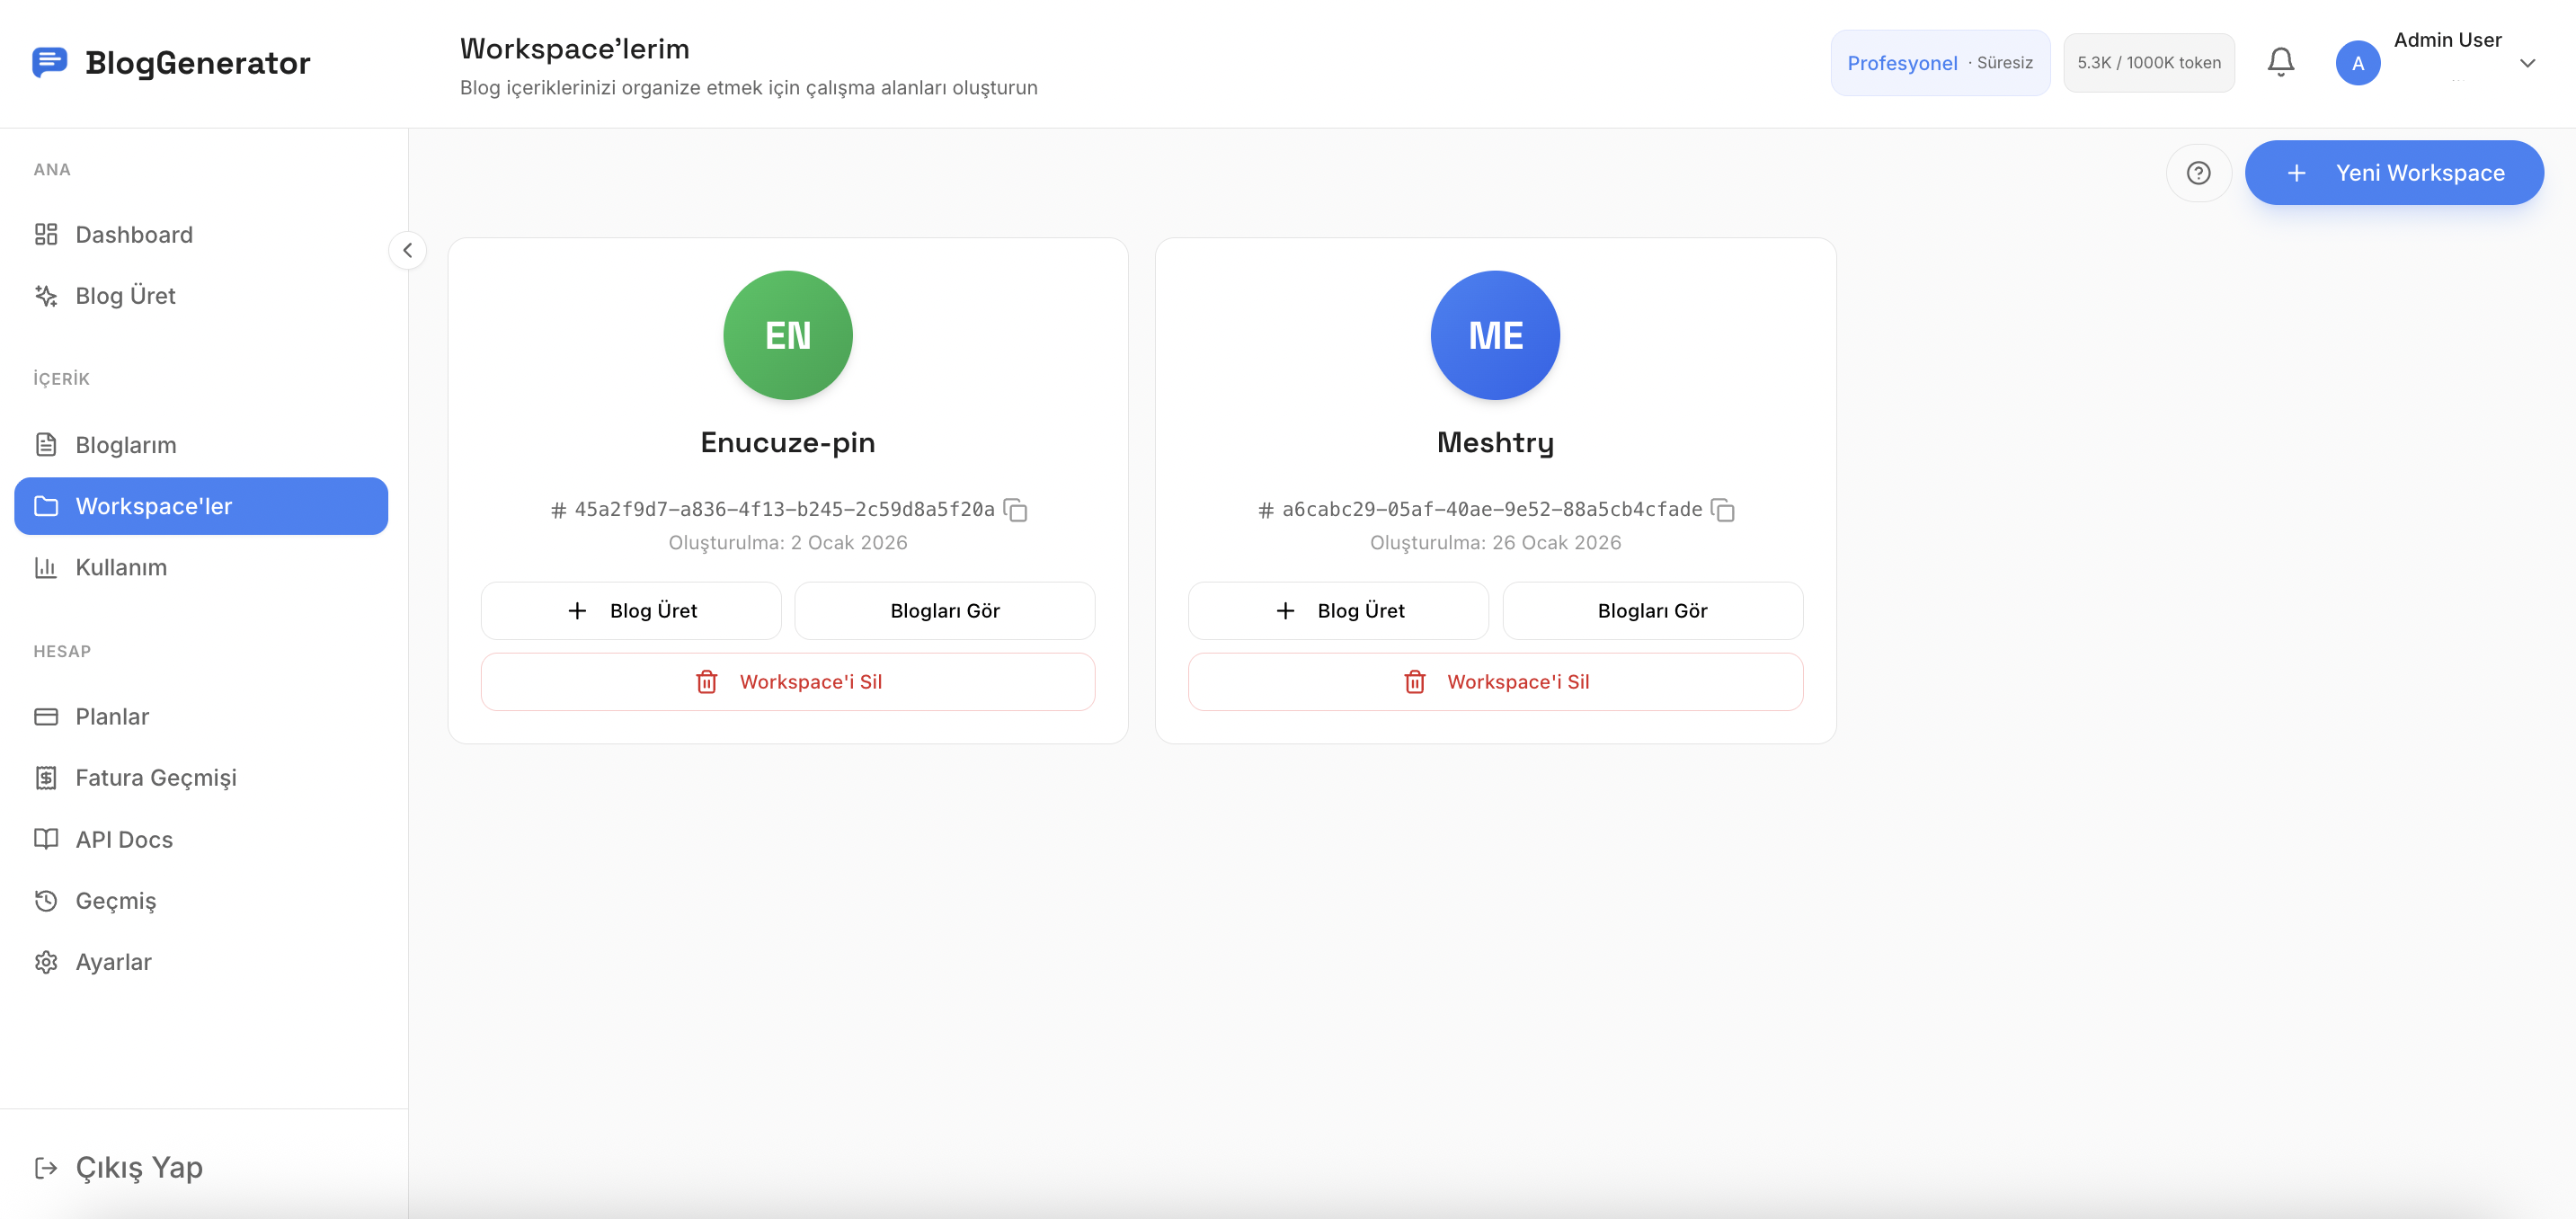 BlogGenerator
Workspace'lerim
Blog içeriklerinizi organize etmek için çalışma alanları oluşturun
Profesyonel · Süresiz
5.3K / 1000K token
A
Admin User
ANA
Dashboard
Blog Üret
İÇERİK
Bloglarım
Workspace'ler
Kullanım
HESAP
Planlar
Fatura Geçmişi
API Docs
Geçmiş
Ayarlar
Çıkış Yap
+ Yeni Workspace
EN
Enucuze-pin
# 45a2f9d7-a836-4f13-b245-2c59d8a5f20a
Oluşturulma: 2 Ocak 2026
+ Blog Üret
Blogları Gör
Workspace'i Sil
ME
Meshtry
# a6cabc29-05af-40ae-9e52-88a5cb4cfade
Oluşturulma: 26 Ocak 2026
+ Blog Üret
Blogları Gör
Workspace'i Sil